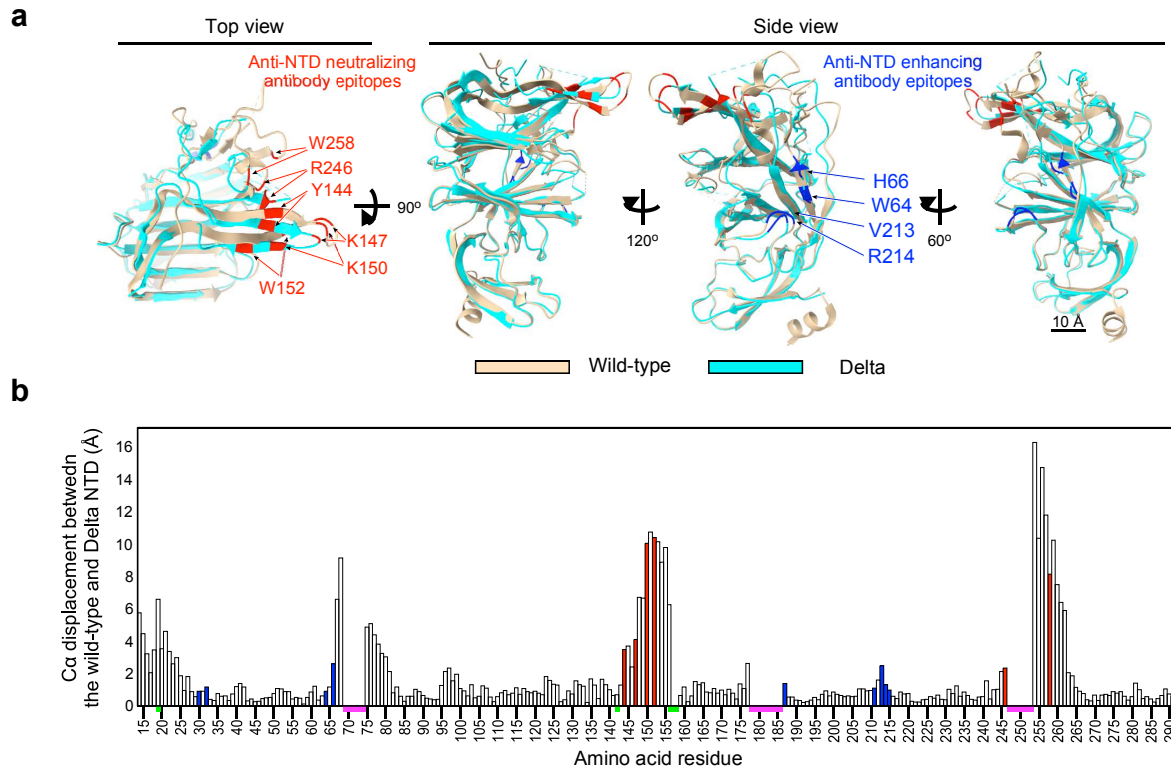 a
Top view
Side view
Anti-NTD neutralizing
antibody epitopes
Anti-NTD enhancing
antibody epitopes
W258
R246
Y144
K147
K150
W152
90º
120º
H66
W64
V213
R214
60º
10 Å
Wild-type
Delta
b
Cα displacement betwedn
the wild-type and Delta NTD (Å)
16
14
12
10
8
6
4
2
0
15 20 25 30 35 40 45 50 55 60 65 70 75 80 85 90 95 100 105 110 115 120 125 130 135 140 145 150 155 160 165 170 175 180 185 190 195 200 205 210 215 220 225 230 235 240 245 250 255 260 265 270 275 280 285 290
Amino acid residue